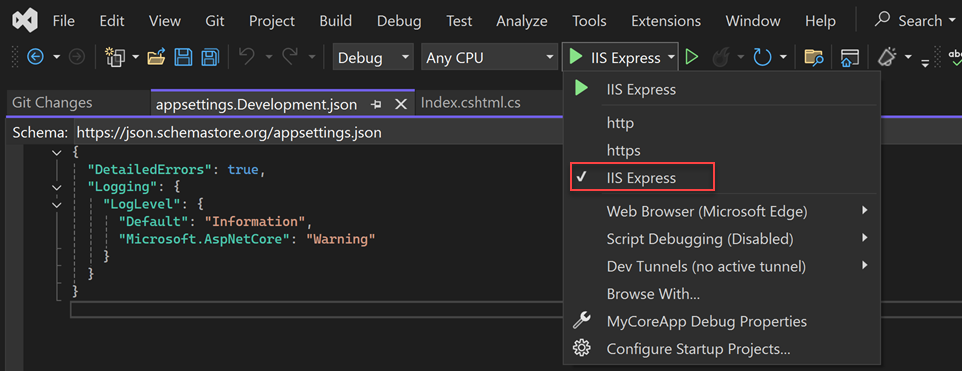 File Edit View Git Project Build Debug Test Analyze Tools Extensions Window Help Search
Debug Any CPU IIS Express
Git Changes appsettings.Development.json Index.cshtml.cs
Schema: https://json.schemastore.org/appsettings.json
{
"DetailedErrors": true,
"Logging": {
"LogLevel": {
"Default": "Information",
"Microsoft.AspNetCore": "Warning"
}
}
}
IIS Express
http
https
IIS Express
Web Browser (Microsoft Edge)
Script Debugging (Disabled)
Dev Tunnels (no active tunnel)
Browse With...
MyCoreApp Debug Properties
Configure Startup Projects...